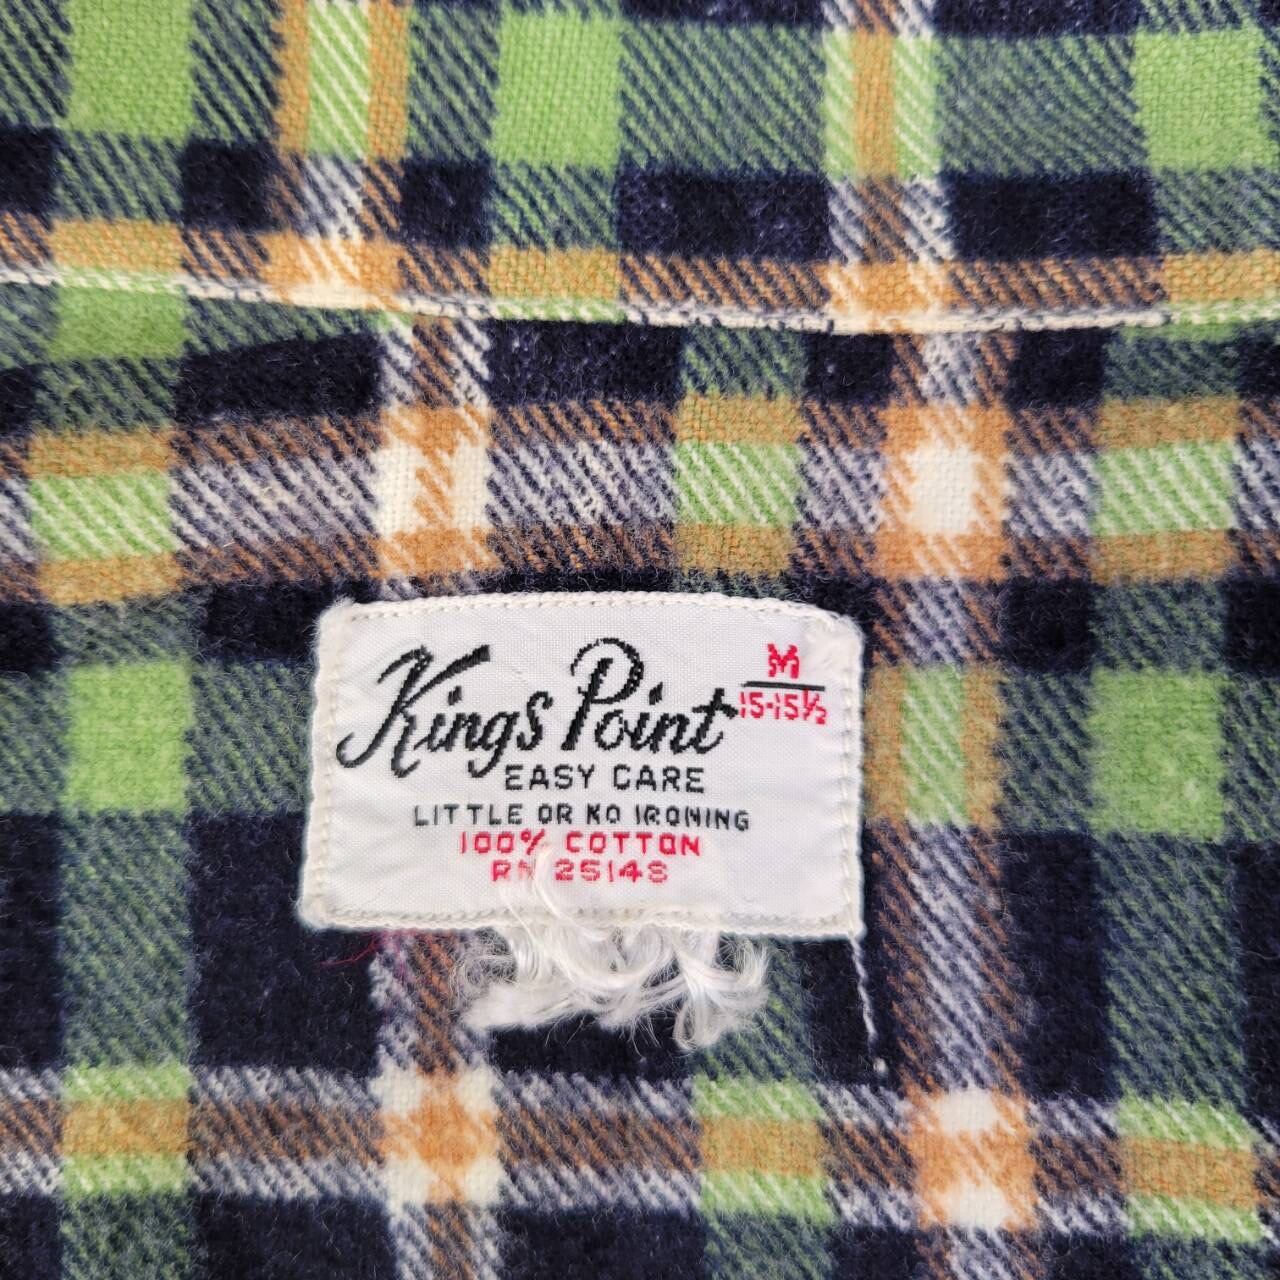 Kings Point
M
15-15½
EASY CARE
LITTLE OR NO IRONING
100% COTTON
RN 25148